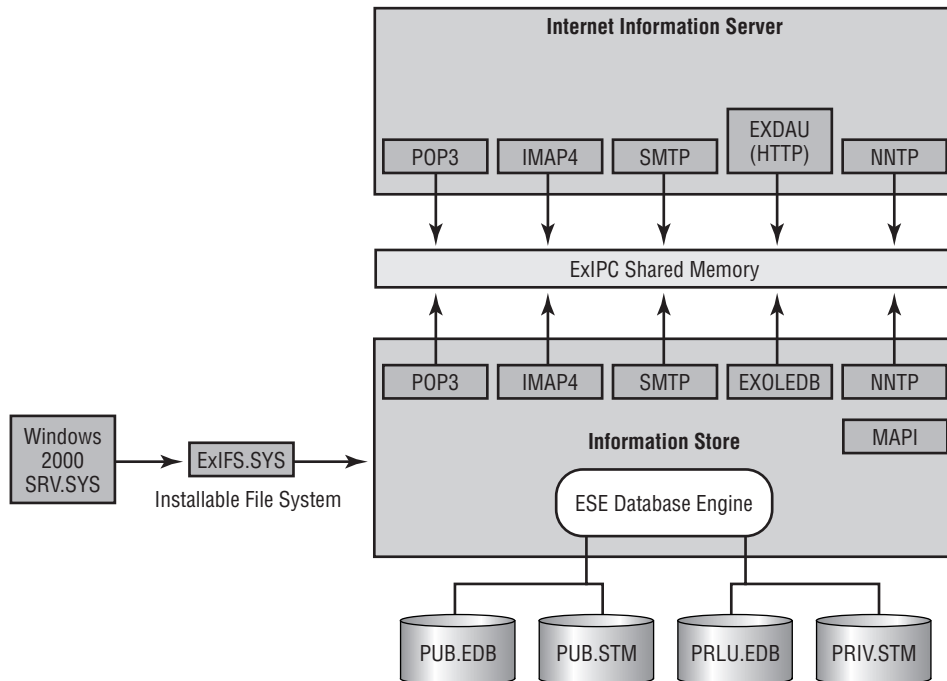 Internet Information Server
EXDAU
(HTTP)
POP3
IMAP4
SMTP
NNTP
ExIPC Shared Memory
POP3
IMAP4
SMTP
EXOLEDB
NNTP
MAPI
Information Store
Windows
2000
SRV.SYS
ExIFS.SYS
Installable File System
ESE Database Engine
PUB.EDB
PUB.STM
PRLU.EDB
PRIV.STM